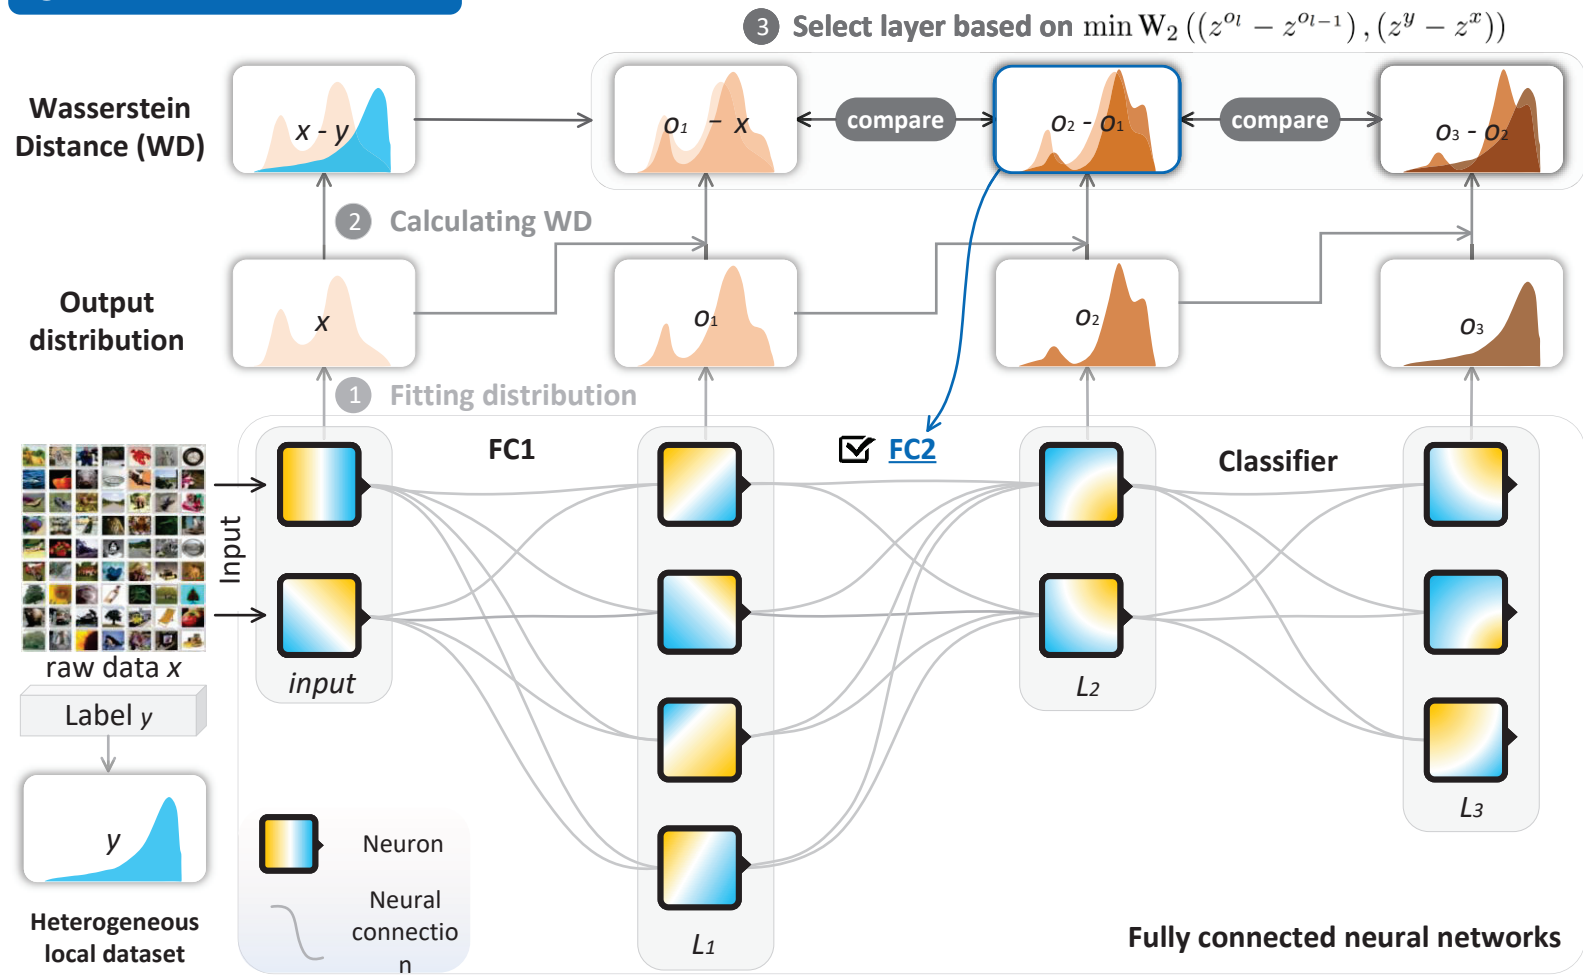 3 Select layer based on min W₂ ((z^{o_l} − z^{o_{l−1}}), (z^y − z^x))
Wasserstein
Distance (WD)
x - y
o₁ − x
compare
o₂ - o₁
compare
o₃ - o₂
2 Calculating WD
Output
distribution
x
o₁
o₂
o₃
1 Fitting distribution
FC1
FC2
Classifier
Input
raw data x
input
Label y
y
L₁
L₂
L₃
Neuron
Neural
connectio
n
Heterogeneous
local dataset
Fully connected neural networks